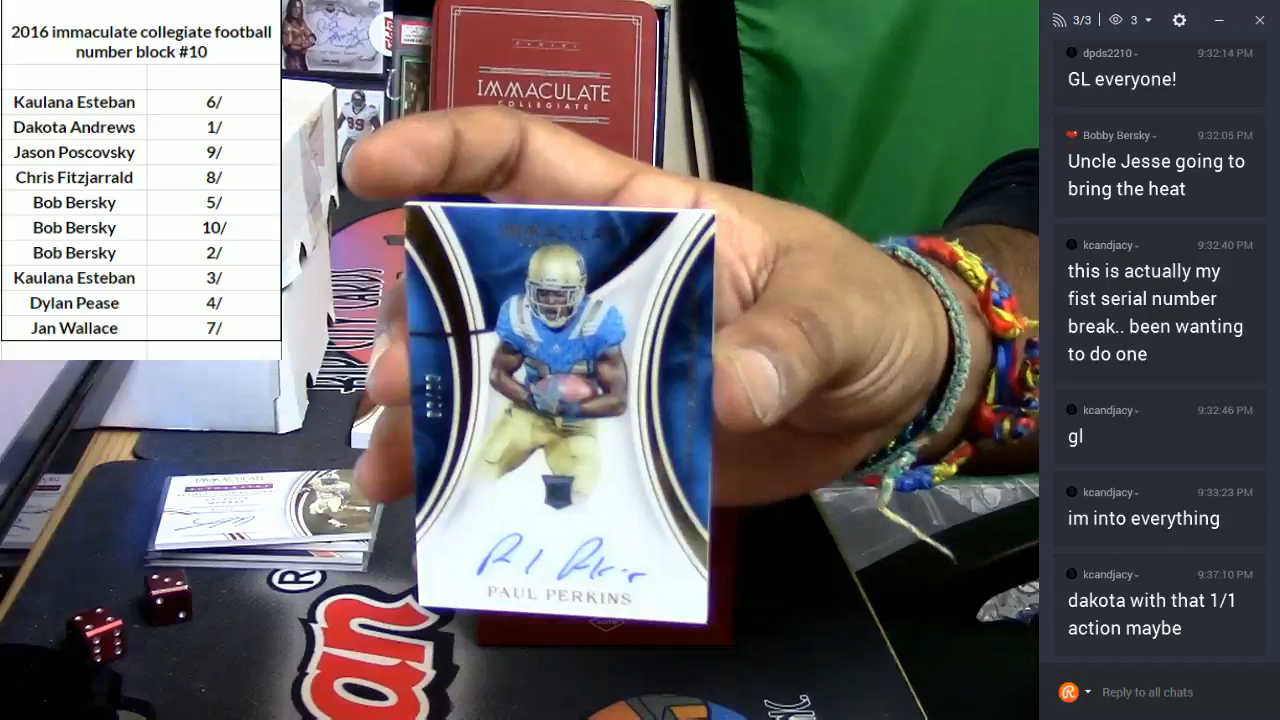 2016 immaculate collegiate football
number block #10
Kaulana Esteban 6/
Dakota Andrews 1/
Jason Poscovsky 9/
Chris Fitzjarrald 8/
Bob Bersky 5/
Bob Bersky 10/
Bob Bersky 2/
Kaulana Esteban 3/
Dylan Pease 4/
Jan Wallace 7/
PANINI
IMMACULATE
COLLEGIATE
IMMACULATE
PAUL PERKINS
IMMACULATE
3/3 3
dpds2210 9:32:14 PM
GL everyone!
Bobby Bersky 9:32:05 PM
Uncle Jesse going to
bring the heat
kcandjacy 9:32:40 PM
this is actually my
fist serial number
break.. been wanting
to do one
kcandjacy 9:32:46 PM
gl
kcandjacy 9:33:23 PM
im into everything
kcandjacy 9:37:10 PM
dakota with that 1/1
action maybe
Reply to all chats